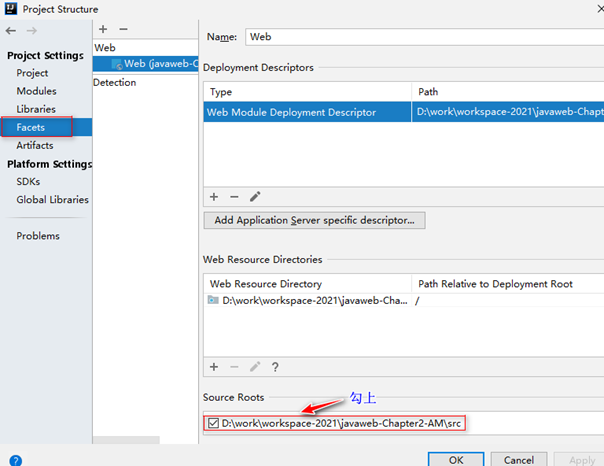 Project Structure
Project Settings
Project
Modules
Libraries
Facets
Artifacts
Platform Settings
SDKs
Global Libraries
Problems
Web
Web (javaweb-C
Detection
Name: Web
Deployment Descriptors
Type Path
Web Module Deployment Descriptor D:\work\workspace-2021\javaweb-Chapt
Add Application Server specific descriptor...
Web Resource Directories
Web Resource Directory Path Relative to Deployment Root
D:\work\workspace-2021\javaweb-Cha... /
Source Roots
勾上
D:\work\workspace-2021\javaweb-Chapter2-AM\src
OK Cancel Apply